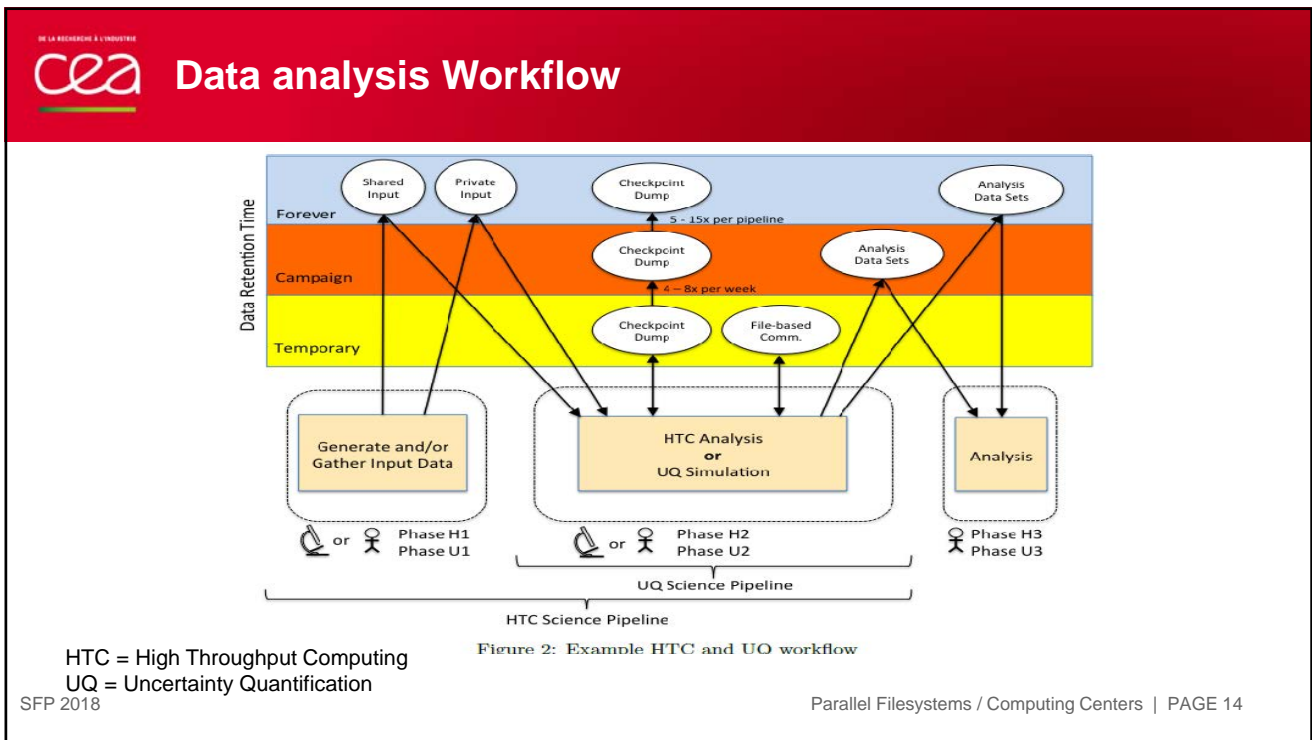 DE LA RECHERCHE À L'INDUSTRIE
cea
Data analysis Workflow
Data Retention Time
Shared
Input
Private
Input
Checkpoint
Dump
Analysis
Data Sets
Forever
5 - 15x per pipeline
Checkpoint
Dump
Analysis
Data Sets
Campaign
4 – 8x per week
Checkpoint
Dump
File-based
Comm.
Temporary
Generate and/or
Gather Input Data
HTC Analysis
or
UQ Simulation
Analysis
or
Phase H1
Phase U1
or
Phase H2
Phase U2
Phase H3
Phase U3
UQ Science Pipeline
HTC Science Pipeline
Figure 2: Example HTC and UQ workflow
HTC = High Throughput Computing
UQ = Uncertainty Quantification
SFP 2018
Parallel Filesystems / Computing Centers | PAGE 14